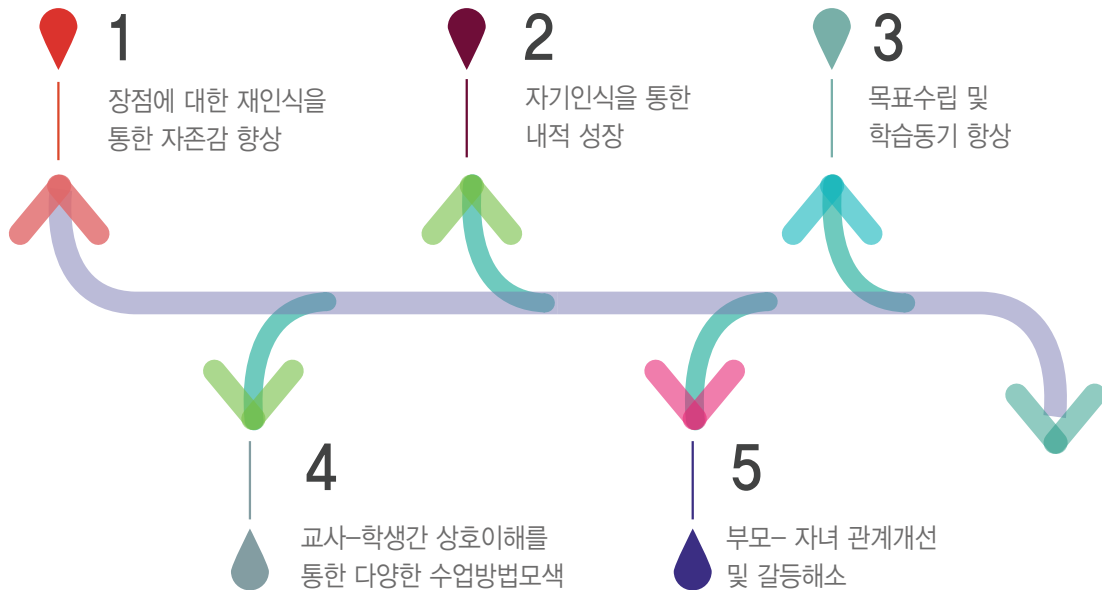 1
장점에 대한 재인식을
통한 자존감 향상
2
자기인식을 통한
내적 성장
3
목표수립 및
학습동기 향상
4
교사-학생간 상호이해를
통한 다양한 수업방법모색
5
부모- 자녀 관계개선
및 갈등해소